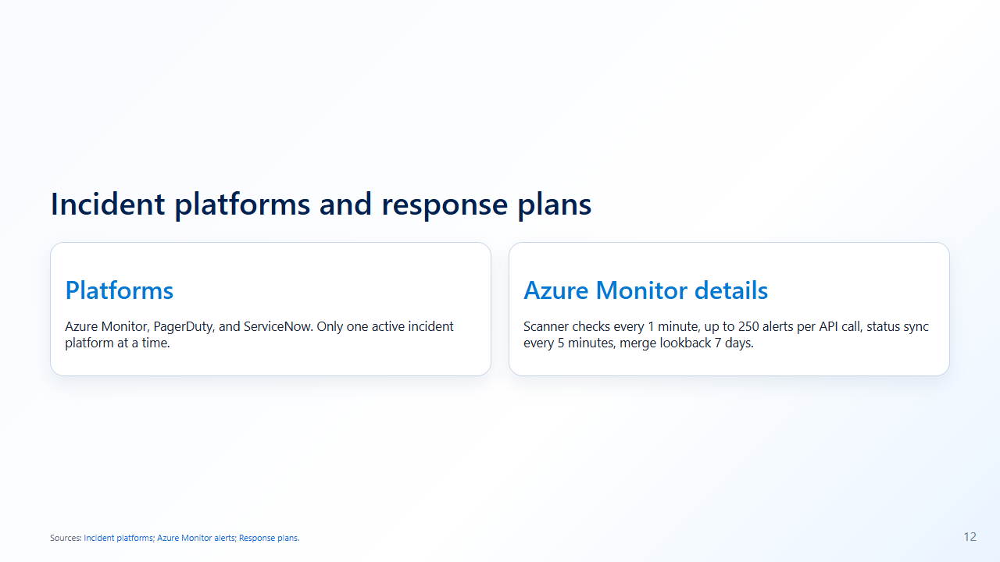 Incident platforms and response plans
Platforms
Azure Monitor, PagerDuty, and ServiceNow. Only one active incident
platform at a time.
Azure Monitor details
Scanner checks every 1 minute, up to 250 alerts per API call, status sync
every 5 minutes, merge lookback 7 days.
Sources: Incident platforms; Azure Monitor alerts; Response plans.
12